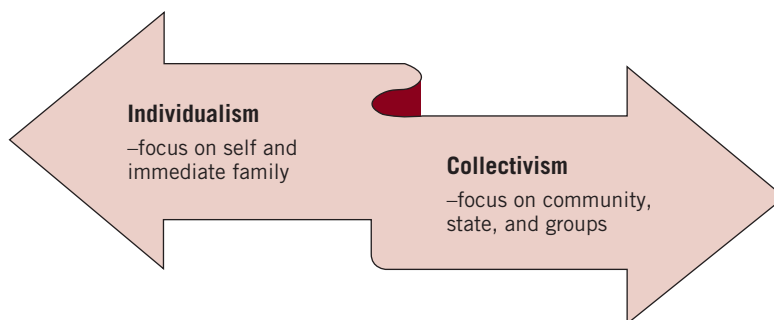 Individualism
–focus on self and
immediate family
Collectivism
–focus on community,
state, and groups